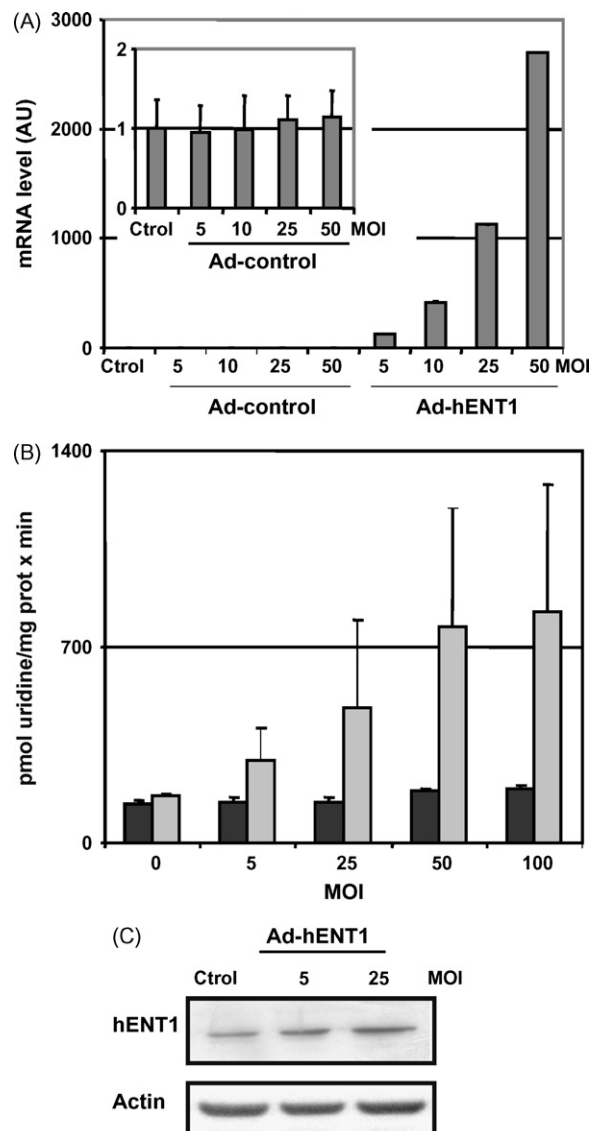 (A)
3000
2000
1000
0
mRNA level (AU)
2
1
0
Ctrol 5 10 25 50 MOI
Ad-control
Ctrol 5 10 25 50 5 10 25 50 MOI
Ad-control Ad-hENT1
(B)
1400
700
0
pmol uridine/mg prot x min
0 5 25 50 100
MOI
(C)
Ad-hENT1
Ctrol 5 25 MOI
hENT1
Actin